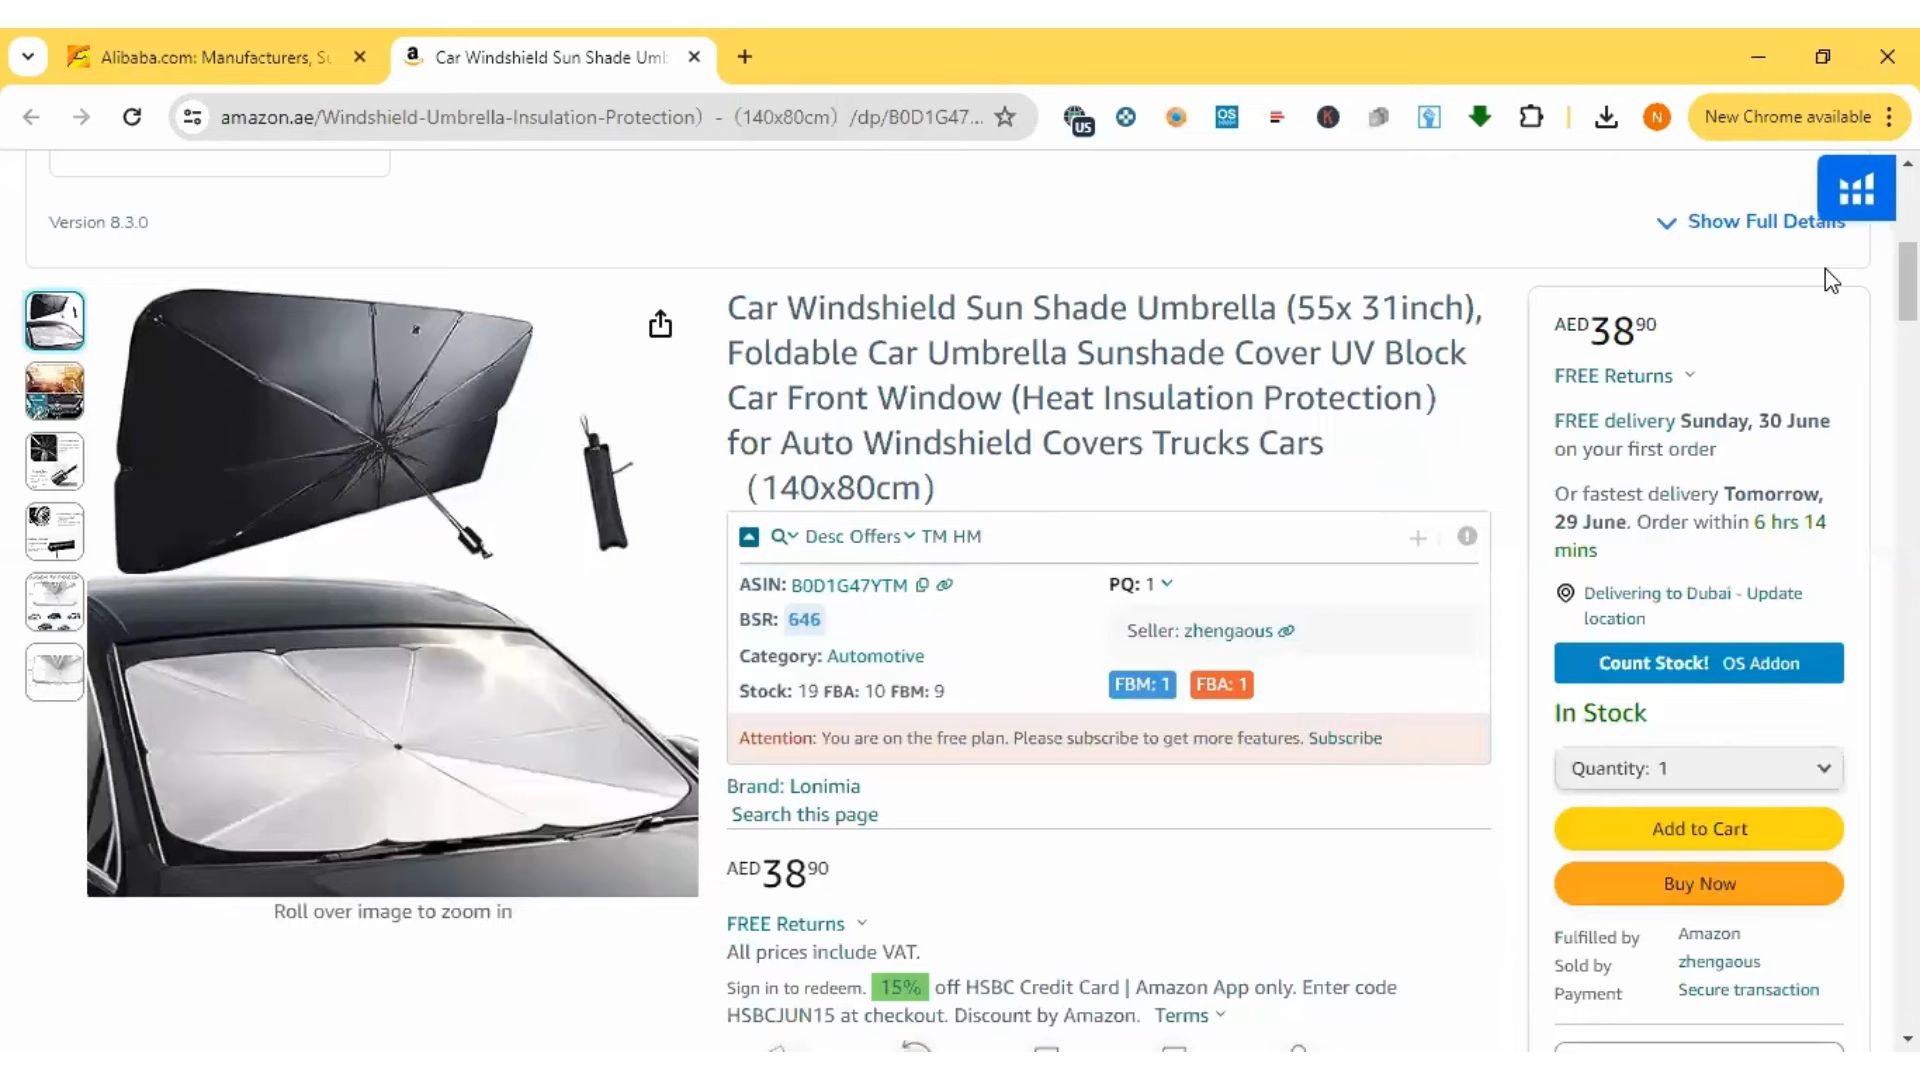 Alibaba.com: Manufacturers, Su
Car Windshield Sun Shade Umb
amazon.ae/Windshield-Umbrella-Insulation-Protection） -（140x80cm）/dp/B0D1G47...
US
OS
K
N
New Chrome available
Version 8.3.0
Show Full Details
Car Windshield Sun Shade Umbrella (55x 31inch),
Foldable Car Umbrella Sunshade Cover UV Block
Car Front Window (Heat Insulation Protection）
for Auto Windshield Covers Trucks Cars
（140x80cm）
Desc Offers TM HM
ASIN: B0D1G47YTM
PQ: 1
BSR: 646
Seller: zhengaous
Category: Automotive
Stock: 19 FBA: 10 FBM: 9
FBM: 1 FBA: 1
Attention: You are on the free plan. Please subscribe to get more features. Subscribe
Brand: Lonimia
Search this page
AED38 90
FREE Returns
All prices include VAT.
Sign in to redeem. 15% off HSBC Credit Card | Amazon App only. Enter code
HSBCJUN15 at checkout. Discount by Amazon. Terms
Roll over image to zoom in
AED38 90
FREE Returns
FREE delivery Sunday, 30 June
on your first order
Or fastest delivery Tomorrow,
29 June. Order within 6 hrs 14
mins
Delivering to Dubai - Update
location
Count Stock! OS Addon
In Stock
Quantity: 1
Add to Cart
Buy Now
Fulfilled by Amazon
Sold by zhengaous
Payment Secure transaction